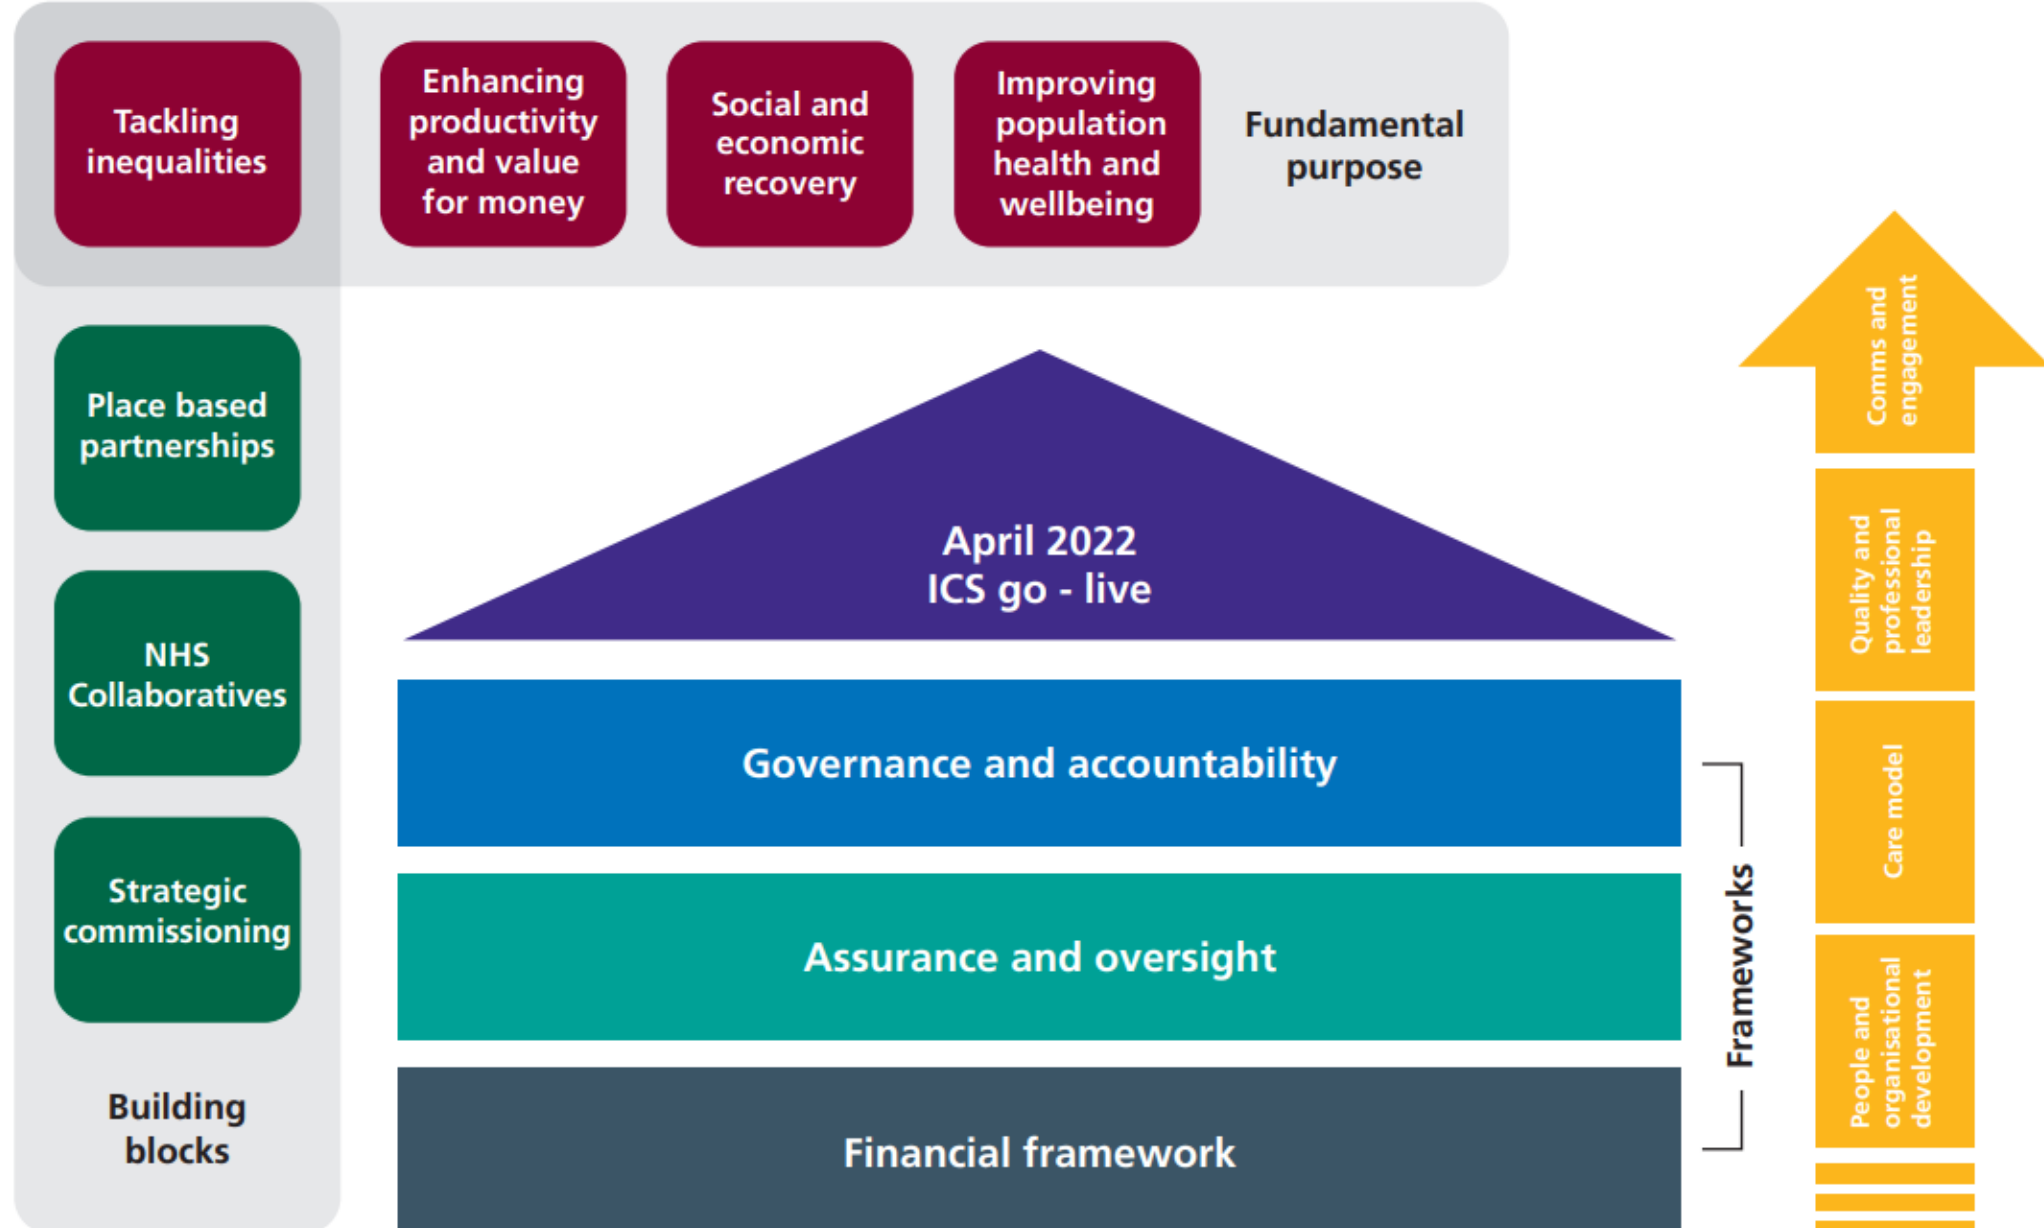 Tackling
inequalities
Enhancing
productivity
and value
for money
Social and
economic
recovery
Improving
population
health and
wellbeing
Fundamental
purpose
Place based
partnerships
NHS
Collaboratives
Strategic
commissioning
Building
blocks
April 2022
ICS go - live
Governance and accountability
Assurance and oversight
Financial framework
Frameworks
Comms and
engagement
Quality and
professional
leadership
Care model
People and
organisational
development